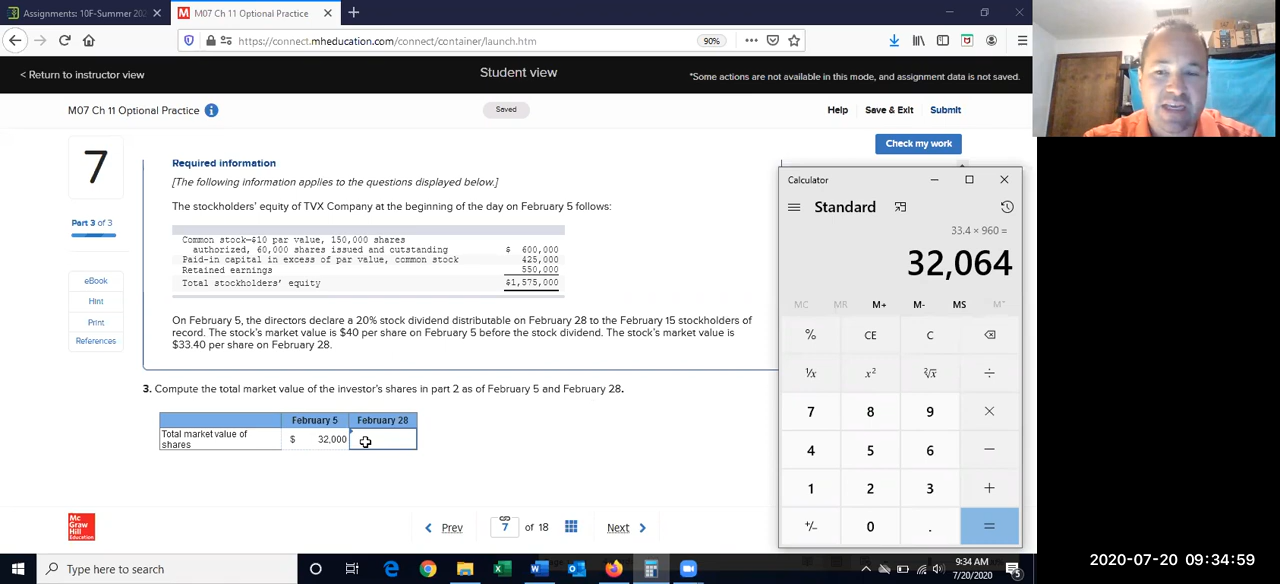 Assignments: 10F-Summer 202
M07 Ch 11 Optional Practice
https://connect.mheducation.com/connect/container/launch.htm
90%
< Return to instructor view
Student view
*Some actions are not available in this mode, and assignment data is not saved.
M07 Ch 11 Optional Practice
Saved
Help
Save & Exit
Submit
Check my work
7
Part 3 of 3
eBook
Hint
Print
References
Required information
[The following information applies to the questions displayed below.]
The stockholders' equity of TVX Company at the beginning of the day on February 5 follows:
Common stock—$10 par value, 150,000 shares
authorized, 60,000 shares issued and outstanding $ 600,000
Paid-in capital in excess of par value, common stock 425,000
Retained earnings 550,000
Total stockholders' equity $1,575,000
On February 5, the directors declare a 20% stock dividend distributable on February 28 to the February 15 stockholders of
record. The stock's market value is $40 per share on February 5 before the stock dividend. The stock's market value is
$33.40 per share on February 28.
3. Compute the total market value of the investor's shares in part 2 as of February 5 and February 28.
February 5 February 28
Total market value of
shares
$ 32,000
Calculator
Standard
33.4 × 960 =
32,064
MC MR M+ M- MS M˅
% CE C
¹/x x² ²√x ÷
7 8 9 ×
4 5 6 −
1 2 3 +
+/− 0 . =
Mc
Graw
Hill
Education
< Prev
7 of 18
Next >
Type here to search
9:34 AM
7/20/2020
5
2020-07-20 09:34:59